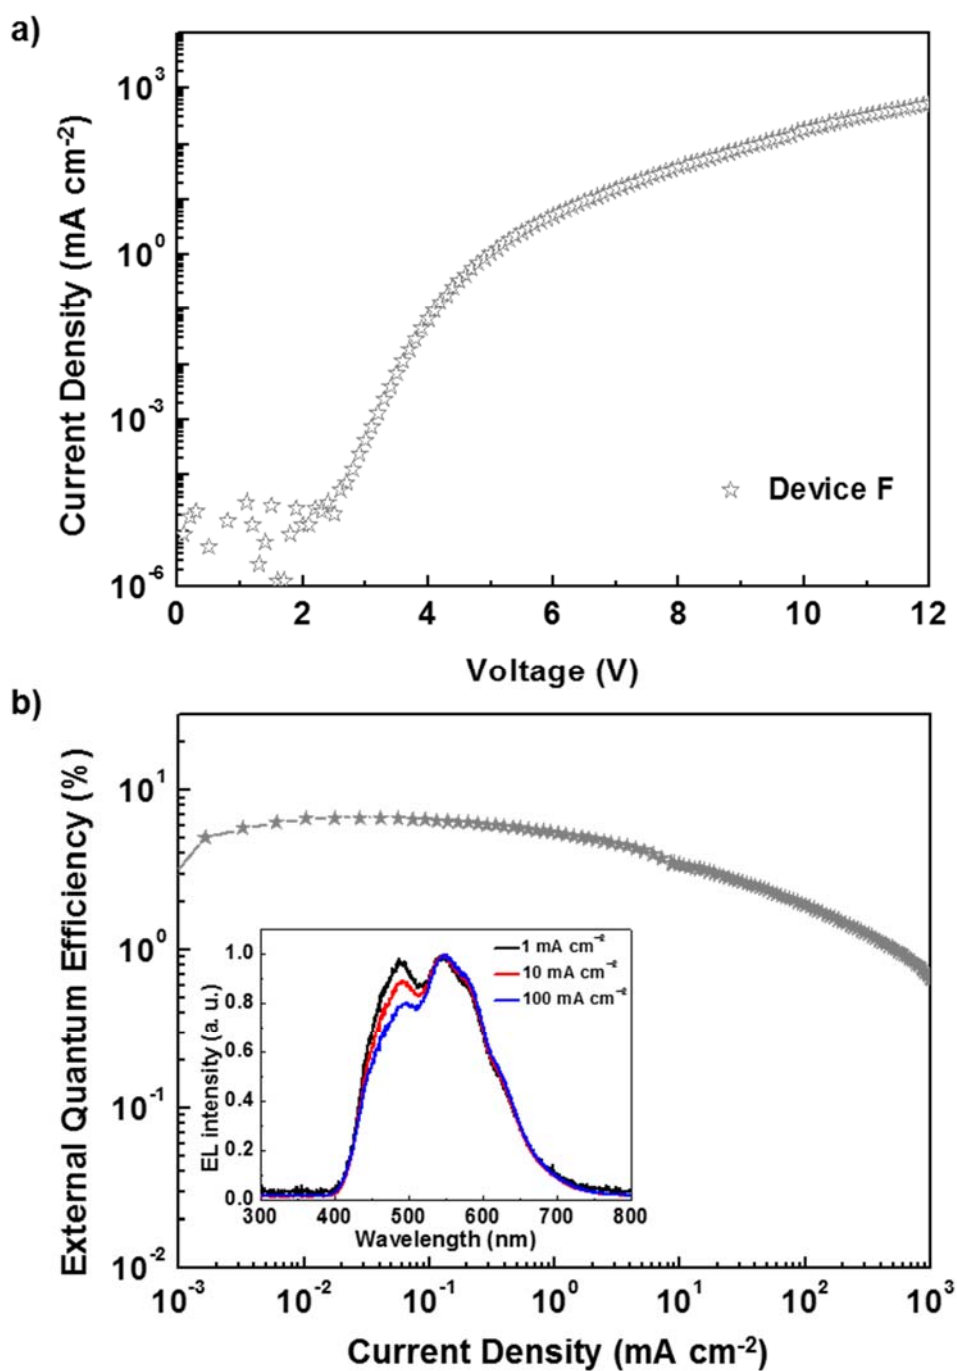 a)
Current Density (mA cm⁻²)
10³
10⁰
10⁻³
10⁻⁶
Device F
0 2 4 6 8 10 12
Voltage (V)
b)
External Quantum Efficiency (%)
10¹
10⁰
10⁻¹
10⁻²
EL intensity (a. u.)
1.0
0.8
0.6
0.4
0.2
0.0
1 mA cm⁻²
10 mA cm⁻²
100 mA cm⁻²
300 400 500 600 700 800
Wavelength (nm)
10⁻³ 10⁻² 10⁻¹ 10⁰ 10¹ 10² 10³
Current Density (mA cm⁻²)